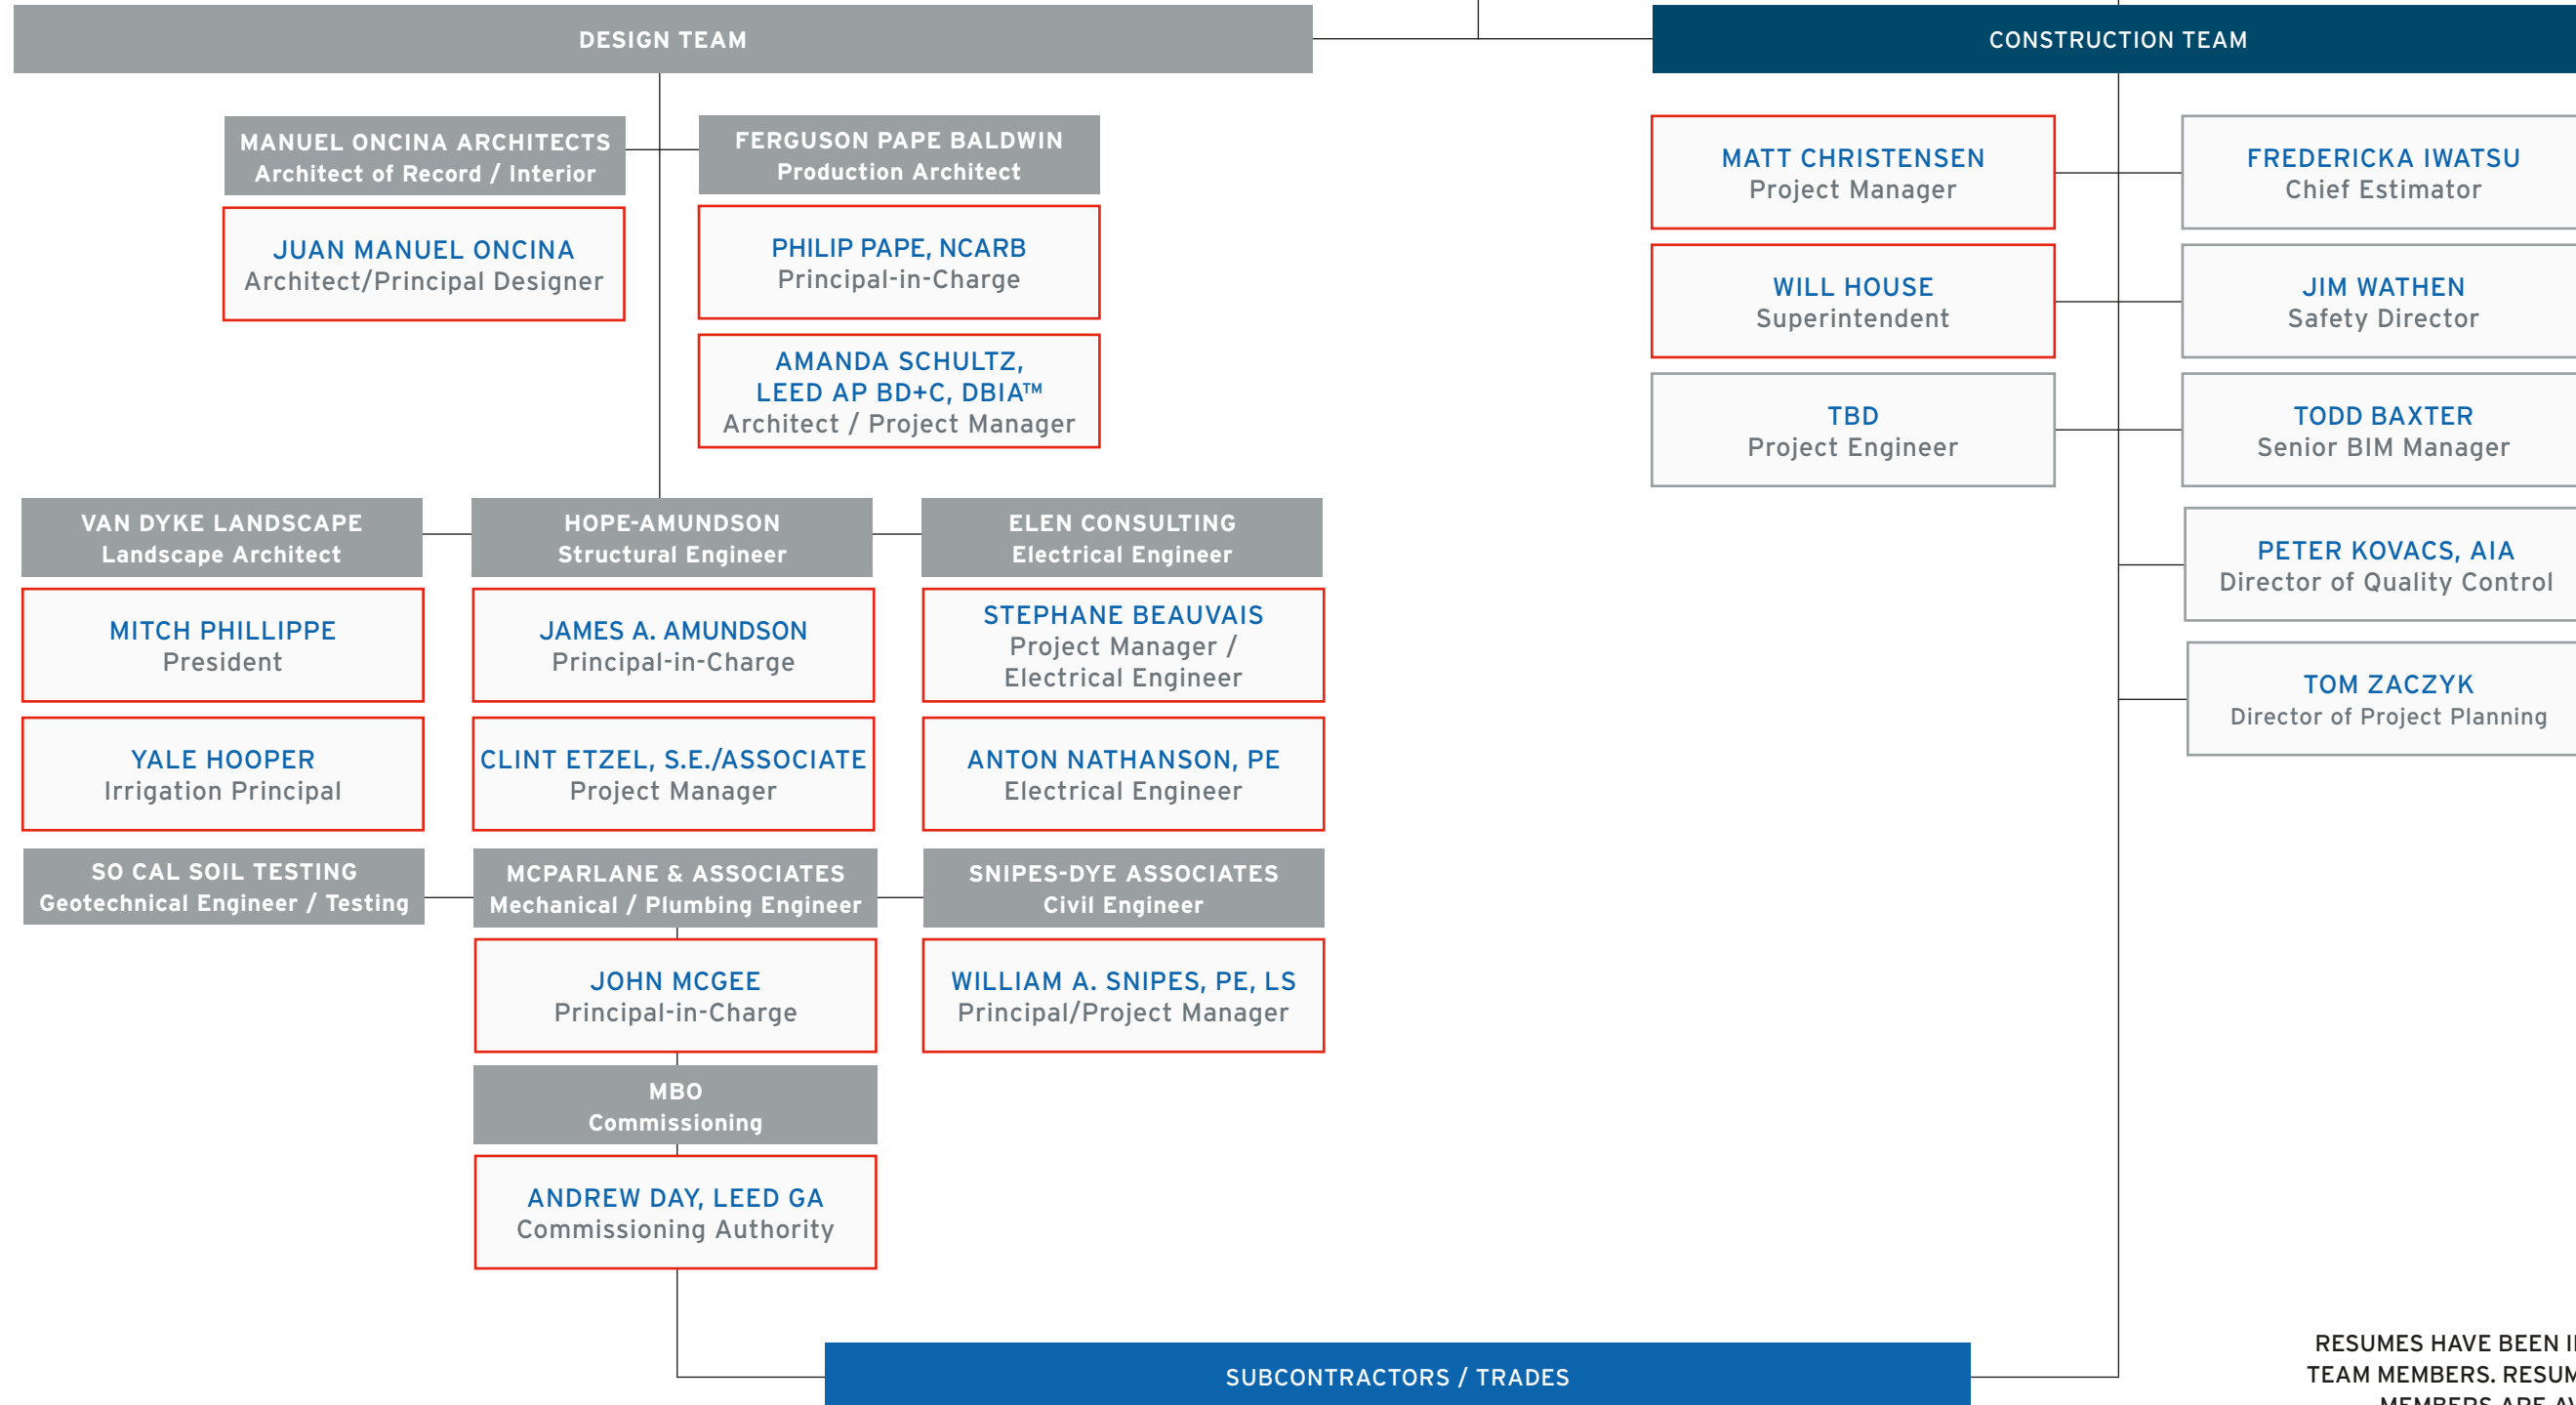 DESIGN TEAM
CONSTRUCTION TEAM
MANUEL ONCINA ARCHITECTS
Architect of Record / Interior
JUAN MANUEL ONCINA
Architect/Principal Designer
FERGUSON PAPE BALDWIN
Production Architect
PHILIP PAPE, NCARB
Principal-in-Charge
AMANDA SCHULTZ,
LEED AP BD+C, DBIA™
Architect / Project Manager
MATT CHRISTENSEN
Project Manager
WILL HOUSE
Superintendent
TBD
Project Engineer
FREDERICKA IWATSU
Chief Estimator
JIM WATHEN
Safety Director
TODD BAXTER
Senior BIM Manager
PETER KOVACS, AIA
Director of Quality Control
TOM ZACZYK
Director of Project Planning
VAN DYKE LANDSCAPE
Landscape Architect
MITCH PHILLIPPE
President
YALE HOOPER
Irrigation Principal
HOPE-AMUNDSON
Structural Engineer
JAMES A. AMUNDSON
Principal-in-Charge
CLINT ETZEL, S.E./ASSOCIATE
Project Manager
ELEN CONSULTING
Electrical Engineer
STEPHANE BEAUVAIS
Project Manager /
Electrical Engineer
ANTON NATHANSON, PE
Electrical Engineer
SO CAL SOIL TESTING
Geotechnical Engineer / Testing
MCPARLANE & ASSOCIATES
Mechanical / Plumbing Engineer
JOHN MCGEE
Principal-in-Charge
SNIPES-DYE ASSOCIATES
Civil Engineer
WILLIAM A. SNIPES, PE, LS
Principal/Project Manager
MBO
Commissioning
ANDREW DAY, LEED GA
Commissioning Authority
SUBCONTRACTORS / TRADES
RESUMES HAVE BEEN
TEAM MEMBERS.
MEMBERS ARE